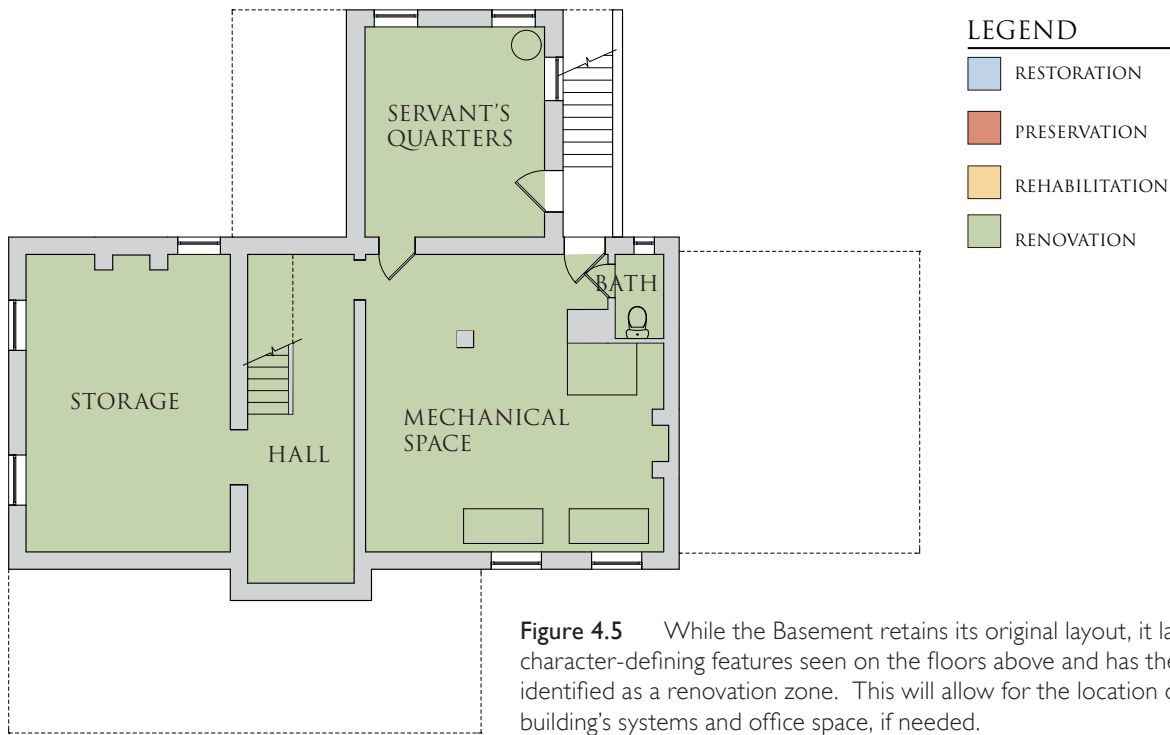 LEGEND
RESTORATION
PRESERVATION
REHABILITATION
RENOVATION
SERVANT'S
QUARTERS
BATH
STORAGE
HALL
MECHANICAL
SPACE
Figure 4.5 While the Basement retains its original layout, it
character-defining features seen on the floors above and has
identified as a renovation zone. This will allow for the location
building's systems and office space, if needed.